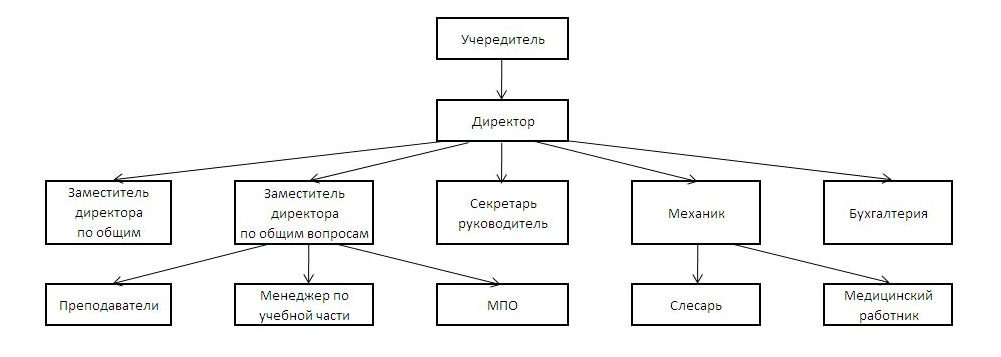 Учередитель
Директор
Заместитель
директора
по общим
Заместитель
директора
по общим вопросам
Секретарь
руководитель
Механик
Бухгалтерия
Преподаватели
Менеджер по
учебной части
МПО
Слесарь
Медицинский
работник